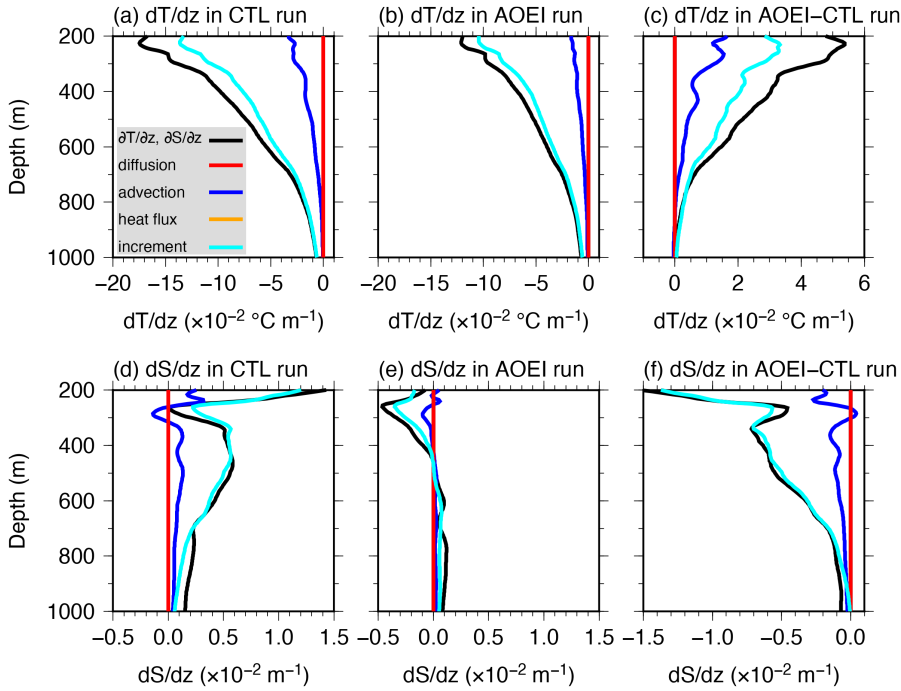 (a) dT/dz in CTL run
(b) dT/dz in AOEI run
(c) dT/dz in AOEI−CTL run
Depth (m)
200
400
600
800
1000
∂T/∂z, ∂S/∂z
diffusion
advection
heat flux
increment
−20 −15 −10 −5 0
−20 −15 −10 −5 0
0 2 4 6
dT/dz (×10⁻² °C m⁻¹)
dT/dz (×10⁻² °C m⁻¹)
dT/dz (×10⁻² °C m⁻¹)
(d) dS/dz in CTL run
(e) dS/dz in AOEI run
(f) dS/dz in AOEI−CTL run
Depth (m)
200
400
600
800
1000
−0.5 0.0 0.5 1.0 1.5
−0.5 0.0 0.5 1.0 1.5
−1.5 −1.0 −0.5 0.0
dS/dz (×10⁻² m⁻¹)
dS/dz (×10⁻² m⁻¹)
dS/dz (×10⁻² m⁻¹)